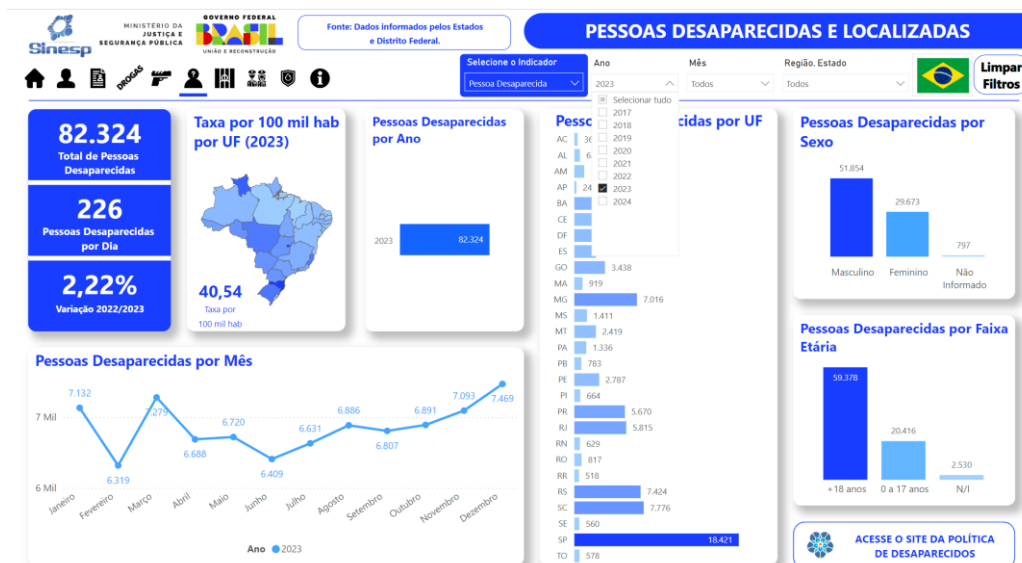 Sinesp
MINISTÉRIO DA
JUSTIÇA E
SEGURANÇA PÚBLICA
GOVERNO FEDERAL
BRASIL
UNIÃO E RECONSTRUÇÃO
Fonte: Dados informados pelos Estados
e Distrito Federal.
PESSOAS DESAPARECIDAS E LOCALIZADAS
DROGAS
Selecione o Indicador
Pessoa Desaparecida
Ano
2023
Mês
Todos
Região, Estado
Todos
Limpar
Filtros
Selecionar tudo
2017
2018
2019
2020
2021
2022
2023
2024
82.324
Total de Pessoas
Desaparecidas
226
Pessoas Desaparecidas
por Dia
2,22%
Variação 2022/2023
Taxa por 100 mil hab
por UF (2023)
40,54
Taxa por
100 mil hab
Pessoas Desaparecidas
por Ano
2023 82.324
Pessoas Desaparecidas por Mês
7 Mil
6 Mil
7.132
6.319
7.279
6.688
6.720
6.409
6.631
6.886
6.807
6.891
7.093
7.469
Janeiro
Fevereiro
Março
Abril
Maio
Junho
Julho
Agosto
Setembro
Outubro
Novembro
Dezembro
Ano 2023
cidas por UF
AC
AL
AM
AP 24
BA
CE
DF
ES
GO 3.438
MA 919
MG 7.016
MS 1.411
MT 2.419
PA 1.336
PB 783
PE 2.787
PI 664
PR 5.670
RJ 5.815
RN 629
RO 817
RR 518
RS 7.424
SC 7.776
SE 560
SP 18.421
TO 578
Pessoas Desaparecidas por
Sexo
51.854
29.673
797
Masculino
Feminino
Não
Informado
Pessoas Desaparecidas por Faixa
Etária
59.378
20.416
2.530
+18 anos
0 a 17 anos
N/I
ACESSE O SITE DA POLÍTICA
DE DESAPARECIDOS